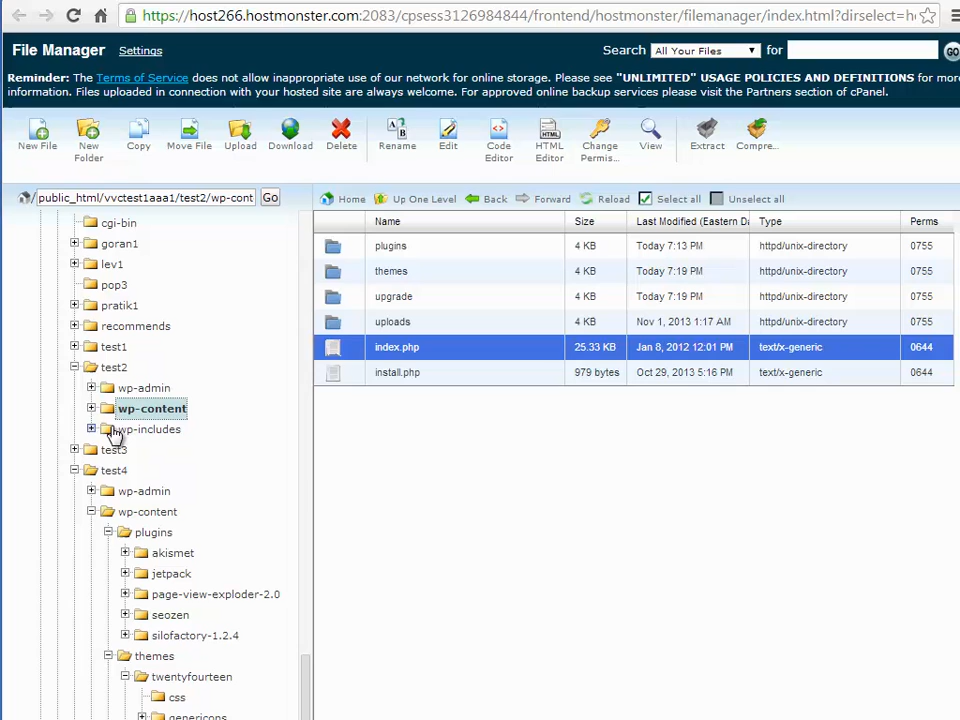 https://host266.hostmonster.com:2083/cpsess3126984844/frontend/hostmonster/filemanager/index.html?dirselect=h
File Manager Settings Search All Your Files for GO
Reminder: The Terms of Service does not allow inappropriate use of our network for online storage. Please see "UNLIMITED" USAGE POLICIES AND DEFINITIONS for mor
information. Files uploaded in connection with your hosted site are always welcome. For approved online backup services please visit the Partners section of cPanel.
New File New Folder Copy Move File Upload Download Delete Rename Edit Code Editor HTML Editor Change Permis... View Extract Compre...
/ public_html/vvctest1aaa1/test2/wp-cont Go
Home Up One Level Back Forward Reload Select all Unselect all
Name Size Last Modified (Eastern Da Type Perms
plugins 4 KB Today 7:13 PM httpd/unix-directory 0755
themes 4 KB Today 7:19 PM httpd/unix-directory 0755
upgrade 4 KB Today 7:19 PM httpd/unix-directory 0755
uploads 4 KB Nov 1, 2013 1:17 AM httpd/unix-directory 0755
index.php 25.33 KB Jan 8, 2012 12:01 PM text/x-generic 0644
install.php 979 bytes Oct 29, 2013 5:16 PM text/x-generic 0644
cgi-bin
goran1
lev1
pop3
pratik1
recommends
test1
test2
wp-admin
wp-content
wp-includes
test3
test4
wp-admin
wp-content
plugins
akismet
jetpack
page-view-exploder-2.0
seozen
silofactory-1.2.4
themes
twentyfourteen
css
genericons